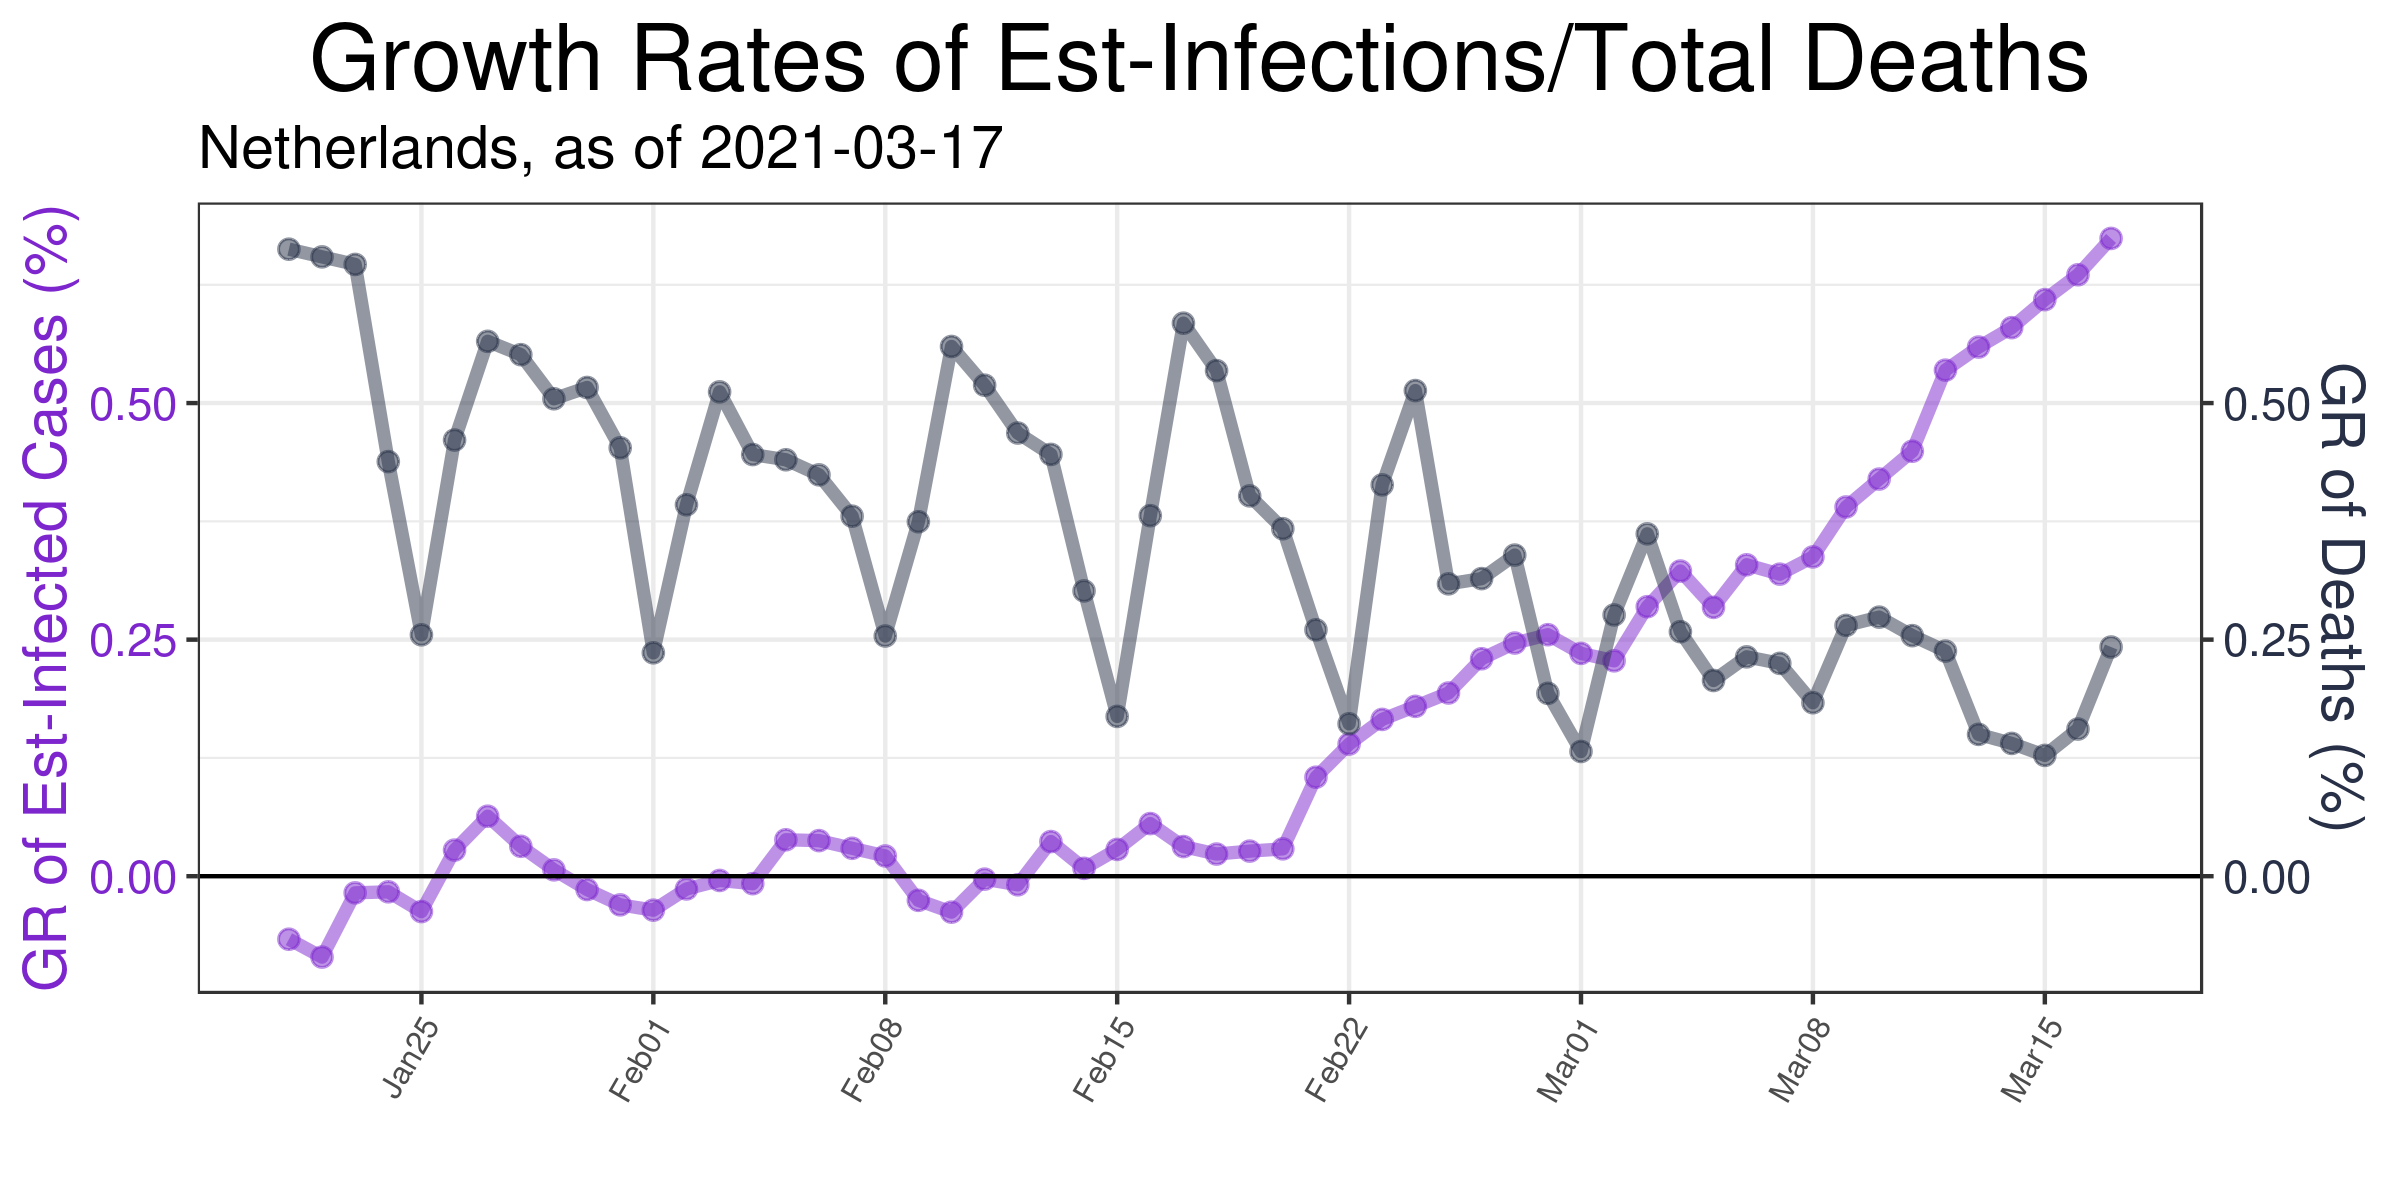 Growth Rates of Est-Infections/Total Deaths
Netherlands, as of 2021-03-17
GR of Est-Infected Cases (%)
0.50
0.25
0.00
0.50
0.25
0.00
GR of Deaths (%)
Jan25
Feb01
Feb08
Feb15
Feb22
Mar01
Mar08
Mar15